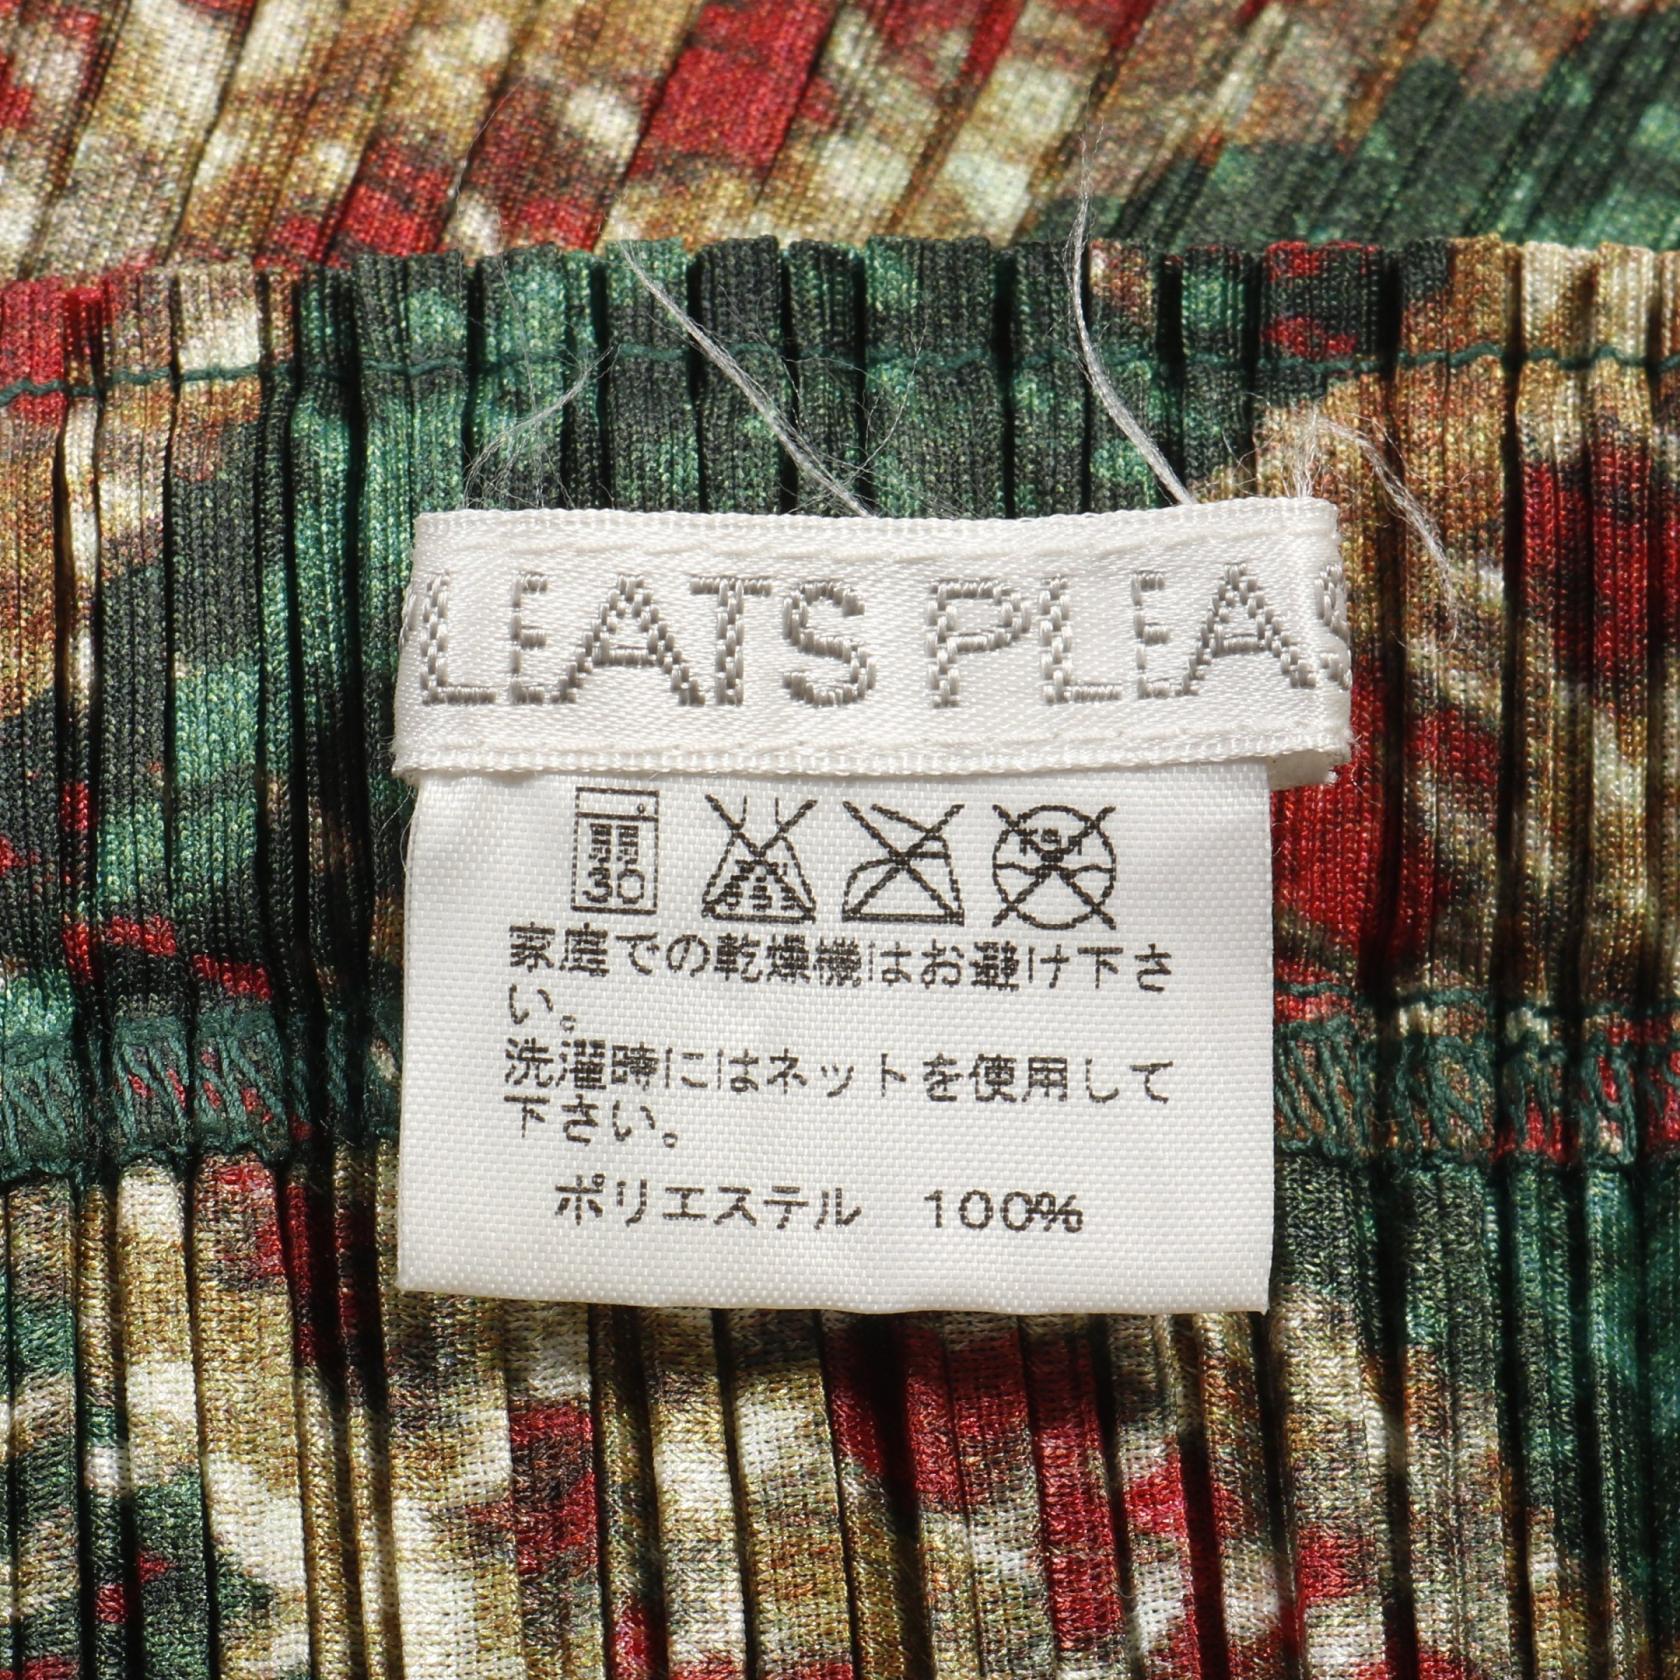 LEATS PLEAS
30
家庭での乾燥機はお避け下さ
い。
洗濯時にはネットを使用して
下さい。
ポリエステル 100%